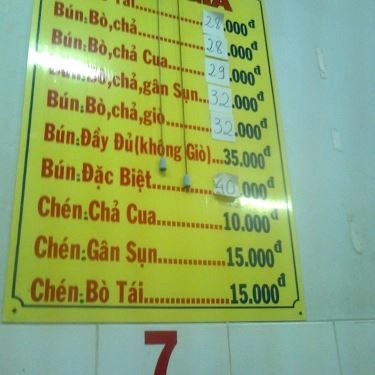 Tái..........28.000đ
Bún:Bò,chả..........28.000đ
Bún:Bò,chả Cua.....29.000đ
Bún:Bò,chả,gân Sụn...32.000đ
Bún:Bò,chả,giò.......32.000đ
Bún:Đầy Đủ(không Giò)...35.000đ
Bún:Đặc Biệt............40.000đ
Chén:Chả Cua..........10.000đ
Chén:Gân Sụn..........15.000đ
Chén:Bò Tái...............15.000đ
7